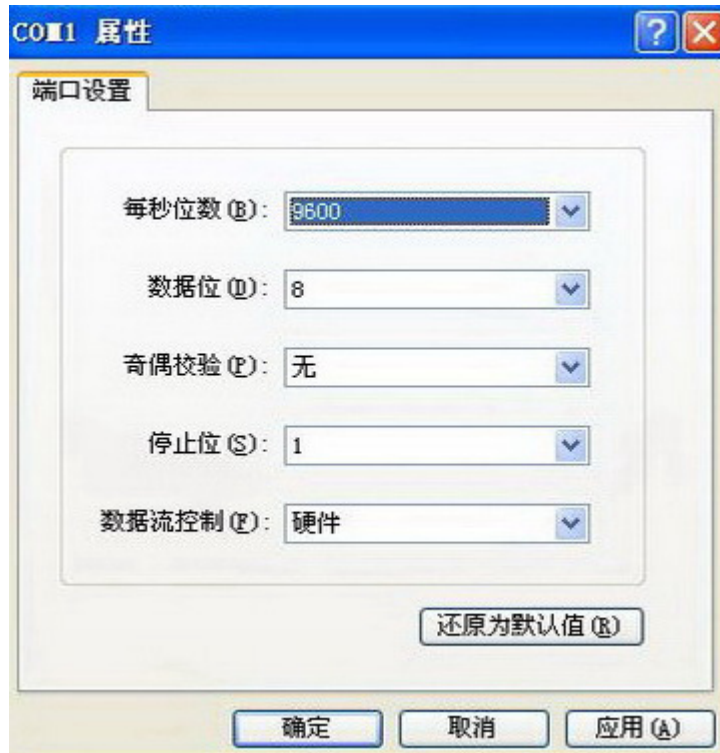 COM1 属性
端口设置
每秒位数(B): 9600
数据位(D): 8
奇偶校验(P): 无
停止位(S): 1
数据流控制(F): 硬件
还原为默认值(R)
确定 取消 应用(A)